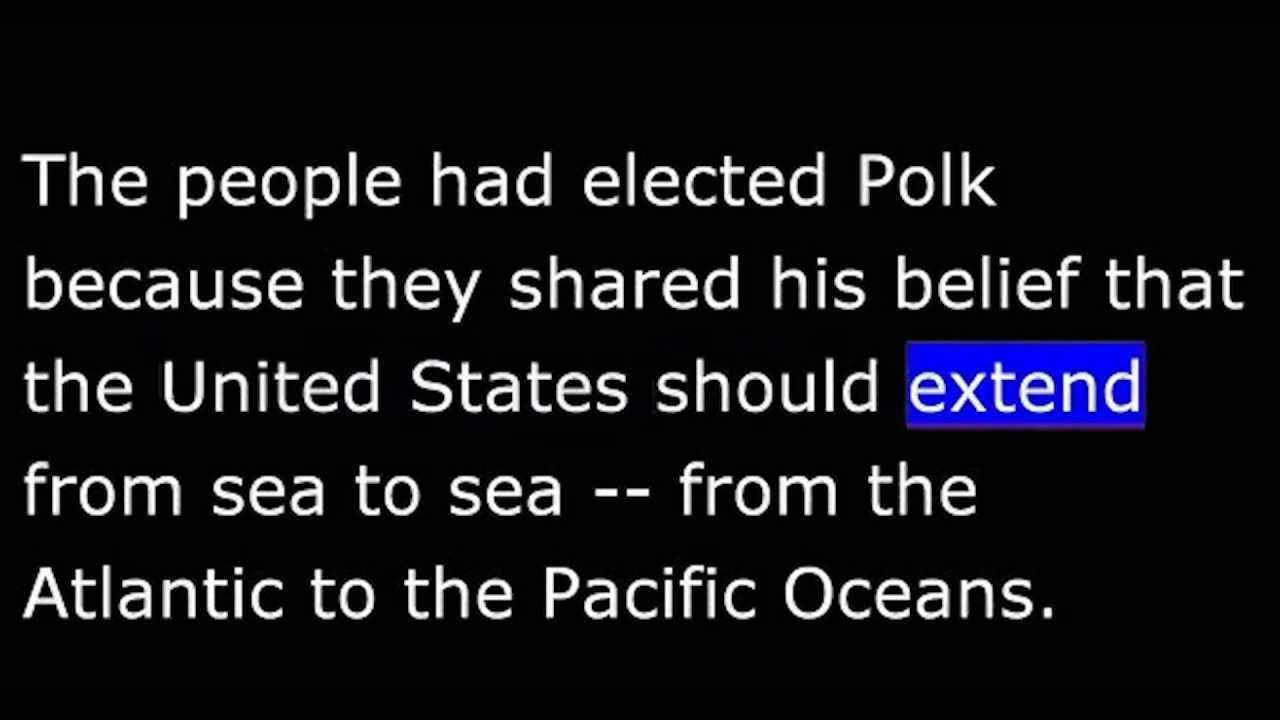 The people had elected Polk
because they shared his belief that
the United States should extend
from sea to sea -- from the
Atlantic to the Pacific Oceans.